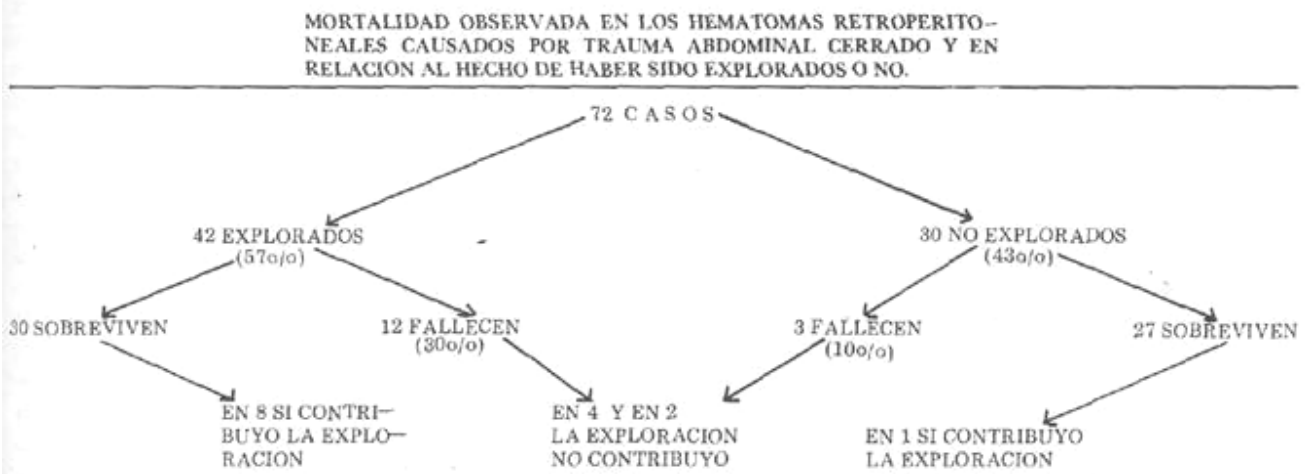 MORTALIDAD OBSERVADA EN LOS HEMATOMAS RETROPERITO-
NEALES CAUSADOS POR TRAUMA ABDOMINAL CERRADO Y EN
RELACION AL HECHO DE HABER SIDO EXPLORADOS O NO.
72 CASOS
42 EXPLORADOS
(57o/o)
30 NO EXPLORADOS
(43o/o)
30 SOBREVIVEN
12 FALLECEN
(30o/o)
3 FALLECEN
(10o/o)
27 SOBREVIVEN
EN 8 SI CONTRI-
BUYO LA EXPLO-
RACION
EN 4 Y EN 2
LA EXPLORACION
NO CONTRIBUYO
EN 1 SI CONTRIBUYO
LA EXPLORACION